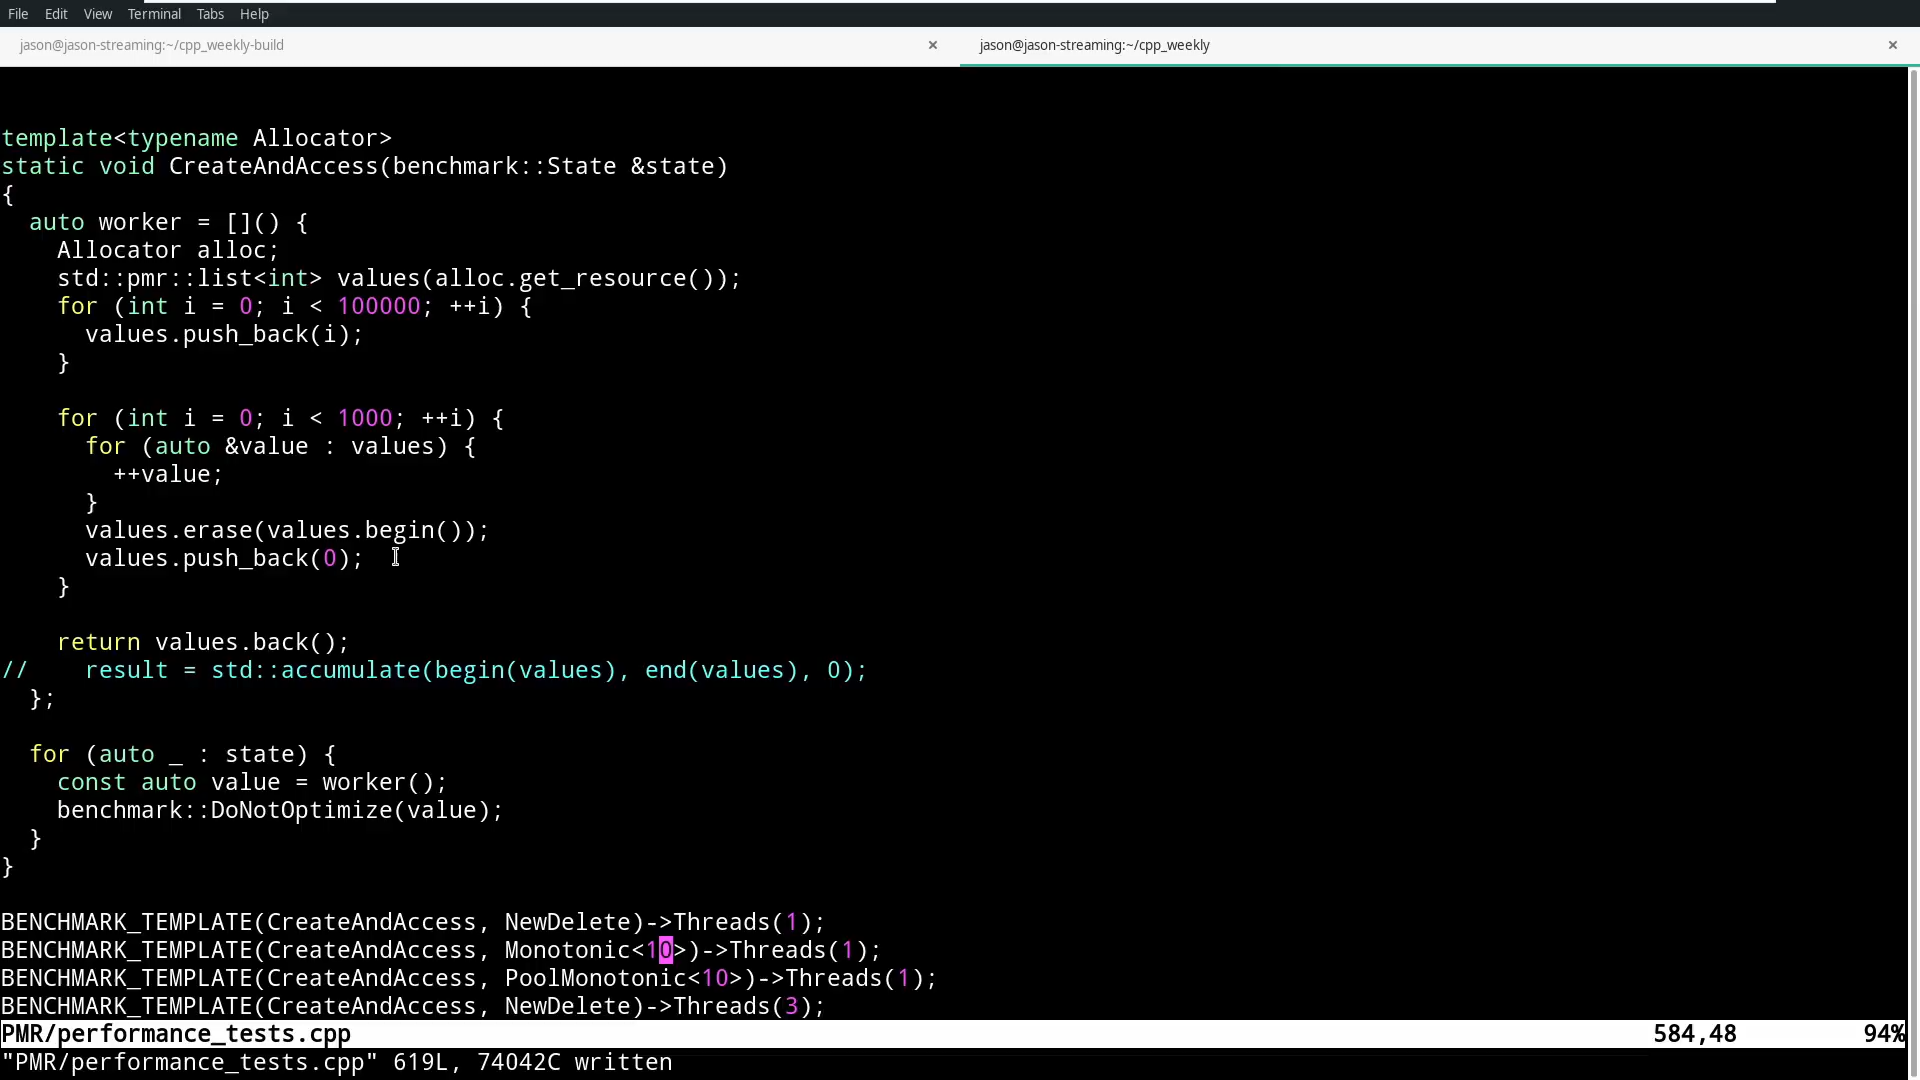 File Edit View Terminal Tabs Help
jason@jason-streaming:~/cpp_weekly-build × jason@jason-streaming:~/cpp_weekly ×
template<typename Allocator>
static void CreateAndAccess(benchmark::State &state)
{
  auto worker = []() {
    Allocator alloc;
    std::pmr::list<int> values(alloc.get_resource());
    for (int i = 0; i < 100000; ++i) {
      values.push_back(i);
    }

    for (int i = 0; i < 1000; ++i) {
      for (auto &value : values) {
        ++value;
      }
      values.erase(values.begin());
      values.push_back(0);
    }

    return values.back();
//    result = std::accumulate(begin(values), end(values), 0);
  };

  for (auto _ : state) {
    const auto value = worker();
    benchmark::DoNotOptimize(value);
  }
}

BENCHMARK_TEMPLATE(CreateAndAccess, NewDelete)->Threads(1);
BENCHMARK_TEMPLATE(CreateAndAccess, Monotonic<10>)->Threads(1);
BENCHMARK_TEMPLATE(CreateAndAccess, PoolMonotonic<10>)->Threads(1);
BENCHMARK_TEMPLATE(CreateAndAccess, NewDelete)->Threads(3);
PMR/performance_tests.cpp 584,48 94%
"PMR/performance_tests.cpp" 619L, 74042C written